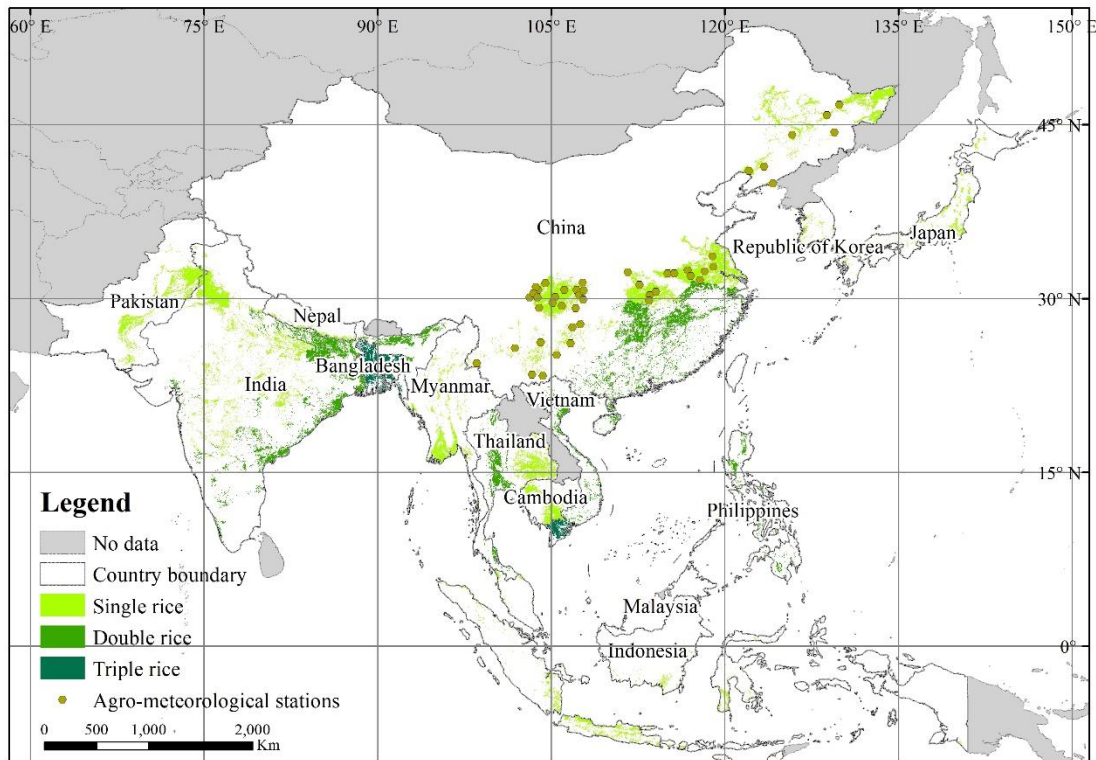 60° E 75° E 90° E 105° E 120° E 135° E 150° E
45° N
China
Republic of Korea
Japan
Pakistan
30° N
Nepal
Bangladesh
India
Myanmar
Vietnam
Thailand
15° N
Cambodia
Philippines
Malaysia
Indonesia
0°
Legend
No data
Country boundary
Single rice
Double rice
Triple rice
Agro-meteorological stations
0 500 1,000 2,000
Km